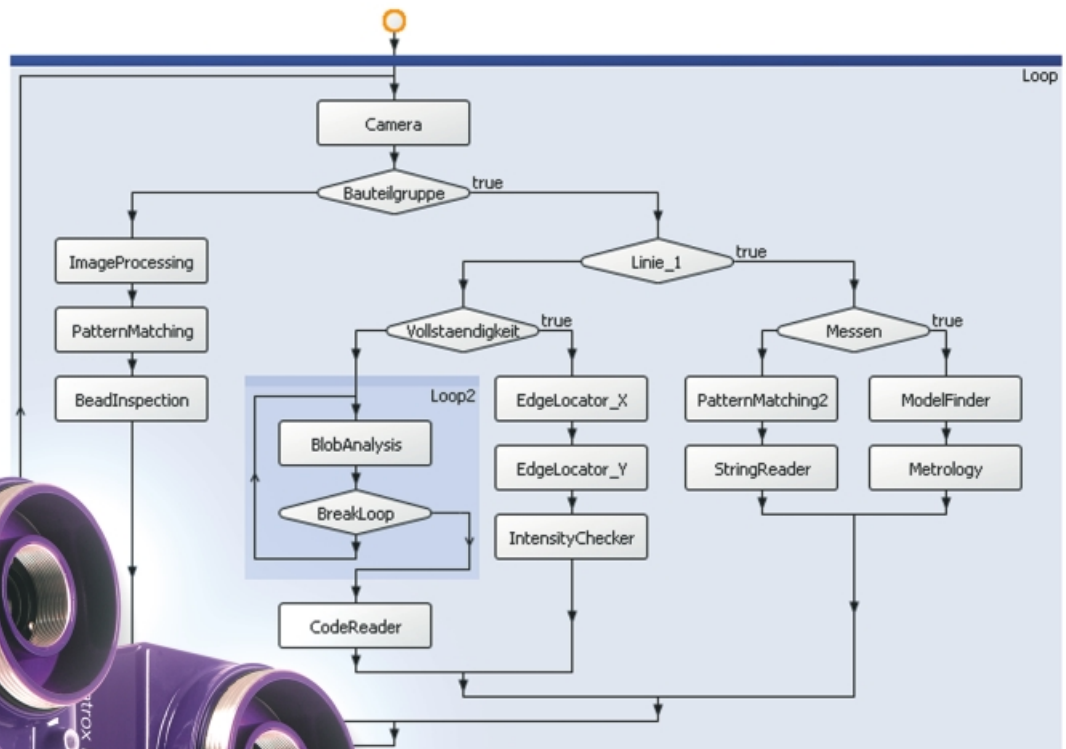 Loop
Camera
Bauteilgruppe
true
ImageProcessing
Linie_1
true
PatternMatching
Vollstaendigkeit
true
Messen
true
BeadInspection
Loop2
EdgeLocator_X
PatternMatching2
ModelFinder
BlobAnalysis
EdgeLocator_Y
StringReader
Metrology
BreakLoop
IntensityChecker
CodeReader
trox